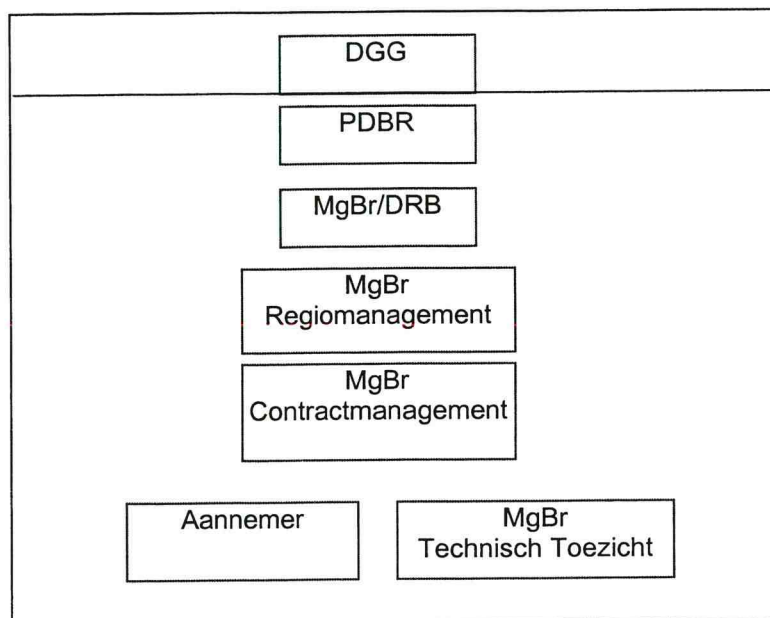 DGG
PDBR
MgBr/DRB
MgBr
Regiomanagement
MgBr
Contractmanagement
Aannemer
MgBr
Technisch Toezicht